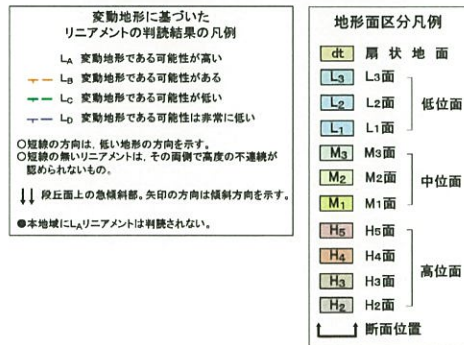 変動地形に基づいた
リニアメントの判読結果の凡例
LA 変動地形である可能性が高い
LB 変動地形である可能性がある
LC 変動地形である可能性が低い
LD 変動地形である可能性は非常に低い
○短線の方向は、低い地形の方向を示す。
○短線の無いリニアメントは、その両側で高度の不連続が
認められないもの。
段丘面上の急傾斜部。矢印の方向は傾斜方向を示す。
●本地域にLAリニアメントは判読されない。
地形面区分凡例
dt 扇状地面
L3 L3面
L2 L2面
L1 L1面
低位面
M3 M3面
M2 M2面
M1 M1面
中位面
H5 H5面
H4 H4面
H3 H3面
H2 H2面
高位面
断面位置